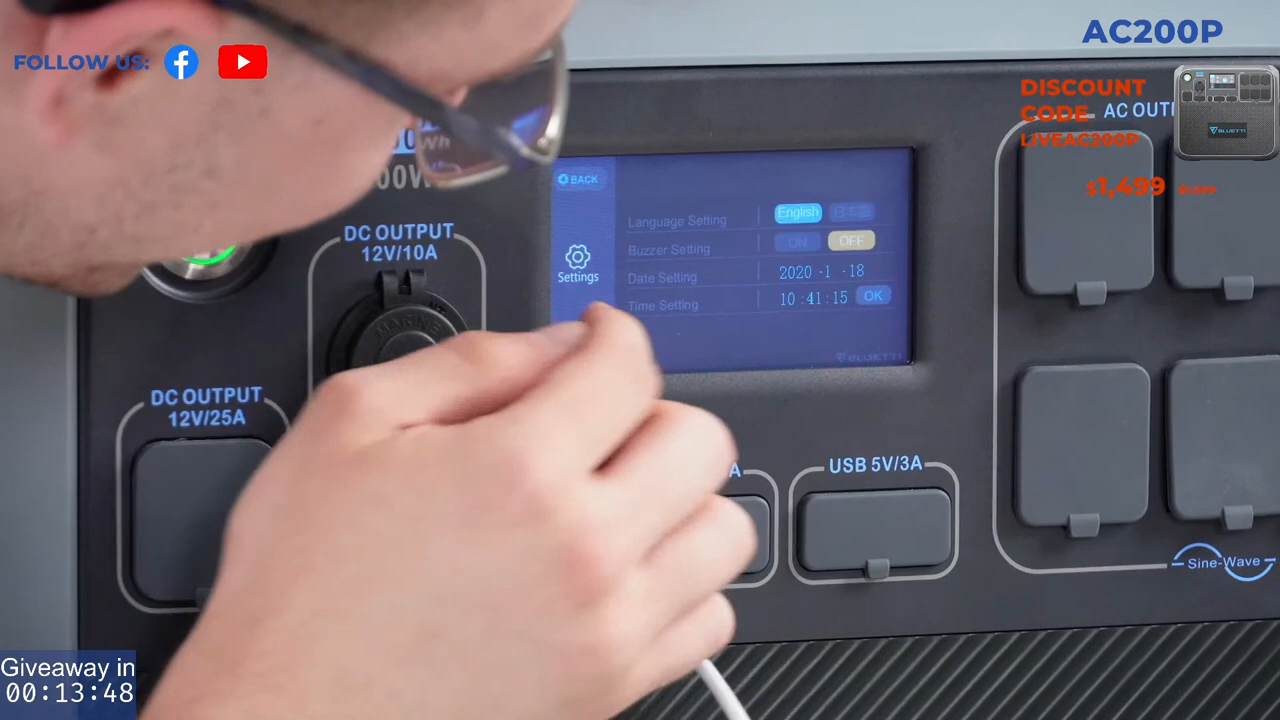 AC200P
FOLLOW US:
DISCOUNT
CODE
LIVEAC200P
$1,499
AC OUT
BACK
Settings
Language Setting
English
Buzzer Setting
ON
OFF
Date Setting
2020 -1 -18
Time Setting
10 :41:15
OK
BLUETTI
DC OUTPUT
12V/10A
DC OUTPUT
12V/25A
USB 5V/3A
Sine-Wave
BLUETTI
Giveaway in
00:13:48